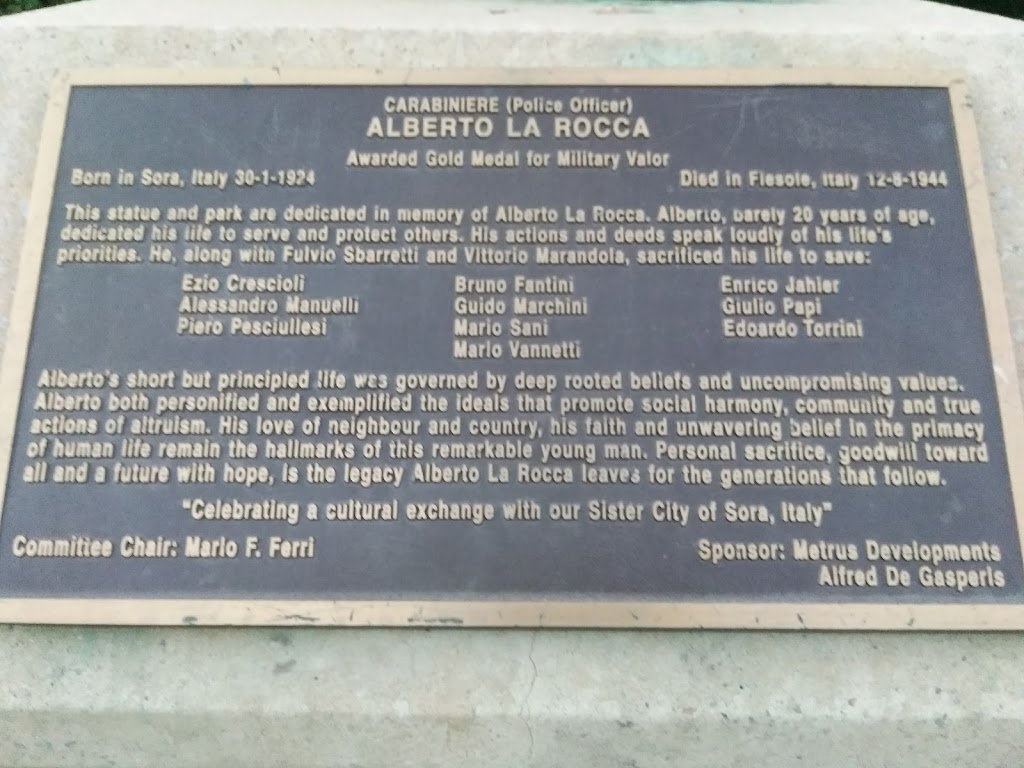 CARABINIERE (Police Officer)
ALBERTO LA ROCCA
Awarded Gold Medal for Military Valor
Born in Sora, Italy 30-1-1924 Died in Fiesole, Italy 12-8-1944
This statue and park are dedicated in memory of Alberto La Rocca. Alberto, barely 20 years of age,
dedicated his life to serve and protect others. His actions and deeds speak loudly of his life's
priorities. He, along with Fulvio Sbarretti and Vittorio Marandola, sacrificed his life to save:
Ezio Crescioli Bruno Fantini Enrico Jahier
Alessandro Manuelli Guido Marchini Giulio Papi
Piero Pesciullesi Mario Sani Edoardo Torrini
Mario Vannetti
Alberto's short but principled life was governed by deep rooted beliefs and uncompromising values.
Alberto both personified and exemplified the ideals that promote social harmony, community and true
actions of altruism. His love of neighbour and country, his faith and unwavering belief in the primacy
of human life remain the hallmarks of this remarkable young man. Personal sacrifice, goodwill toward
all and a future with hope, is the legacy Alberto La Rocca leaves for the generations that follow.
"Celebrating a cultural exchange with our Sister City of Sora, Italy"
Committee Chair: Mario F. Ferri Sponsor: Metrus Developments
Alfred De Gasperis